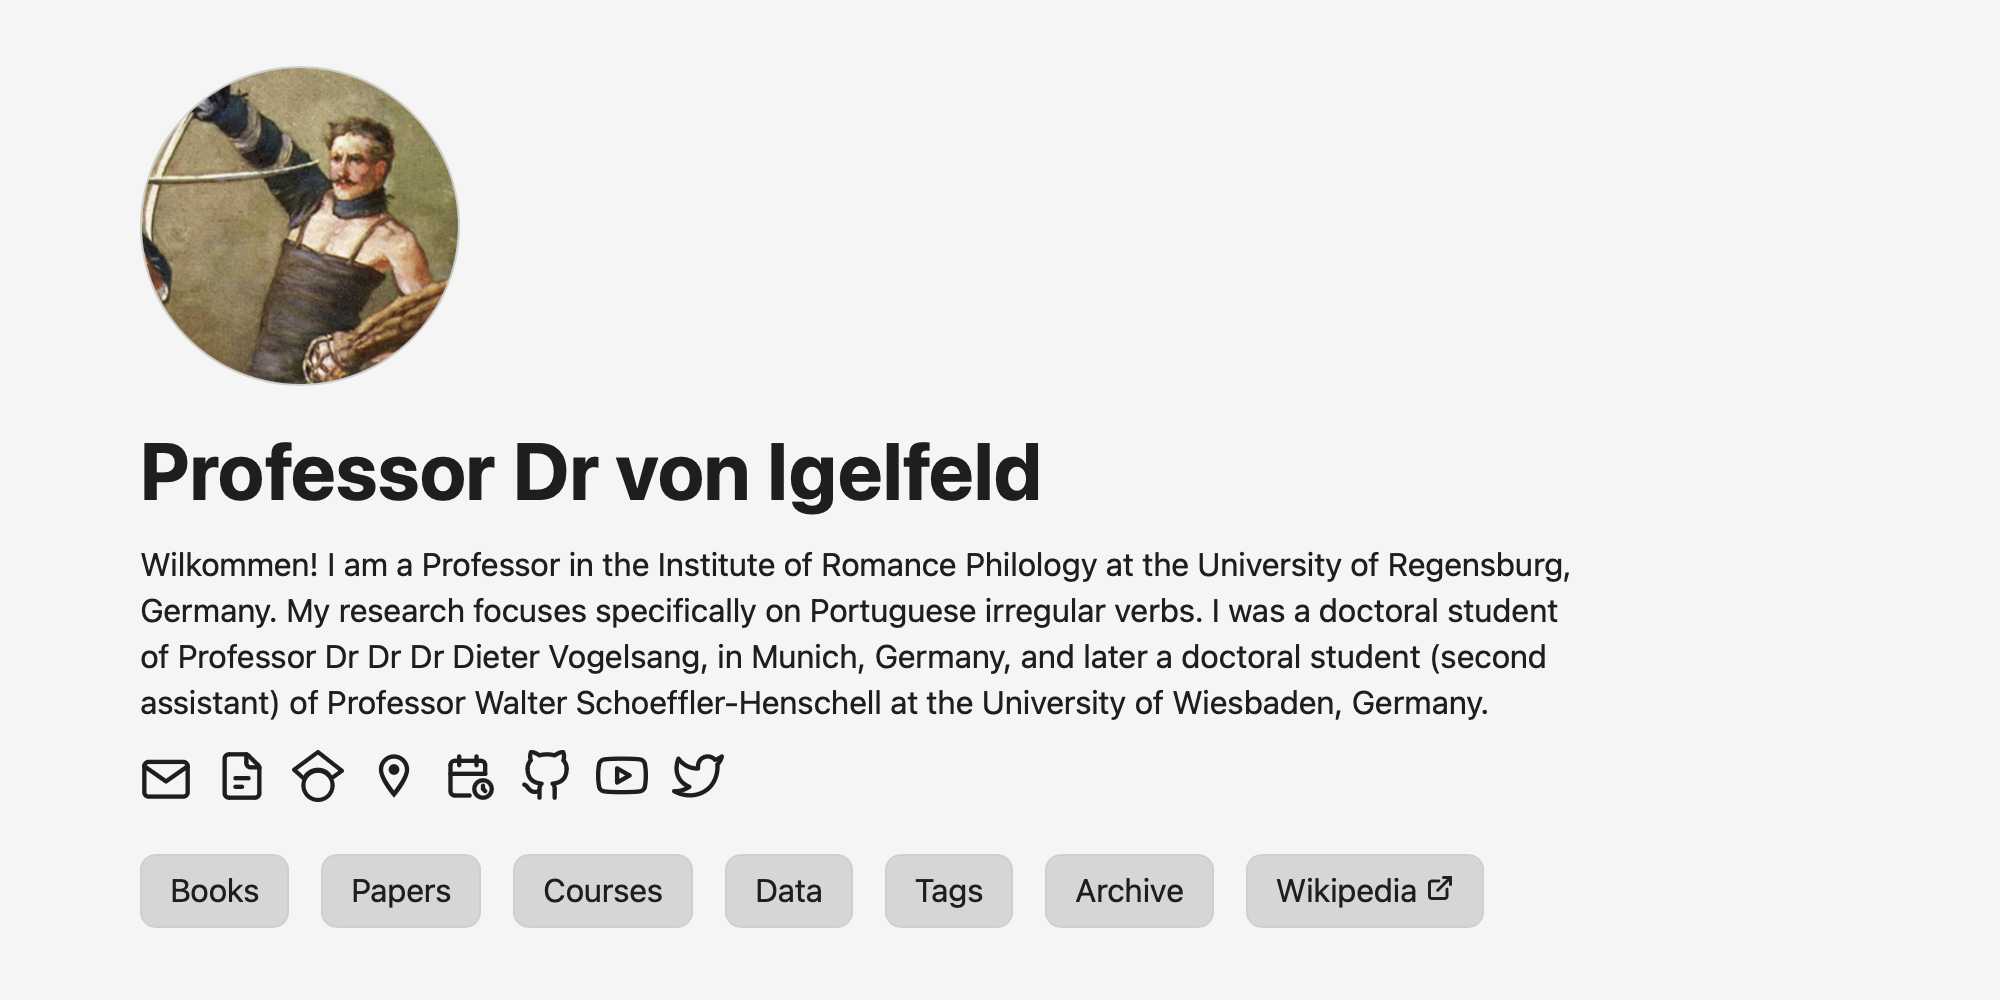 Professor Dr von Igelfeld
Wilkommen! I am a Professor in the Institute of Romance Philology at the University of Regensburg,
Germany. My research focuses specifically on Portuguese irregular verbs. I was a doctoral student
of Professor Dr Dr Dr Dieter Vogelsang, in Munich, Germany, and later a doctoral student (second
assistant) of Professor Walter Schoeffler-Henschell at the University of Wiesbaden, Germany.
Books Papers Courses Data Tags Archive Wikipedia